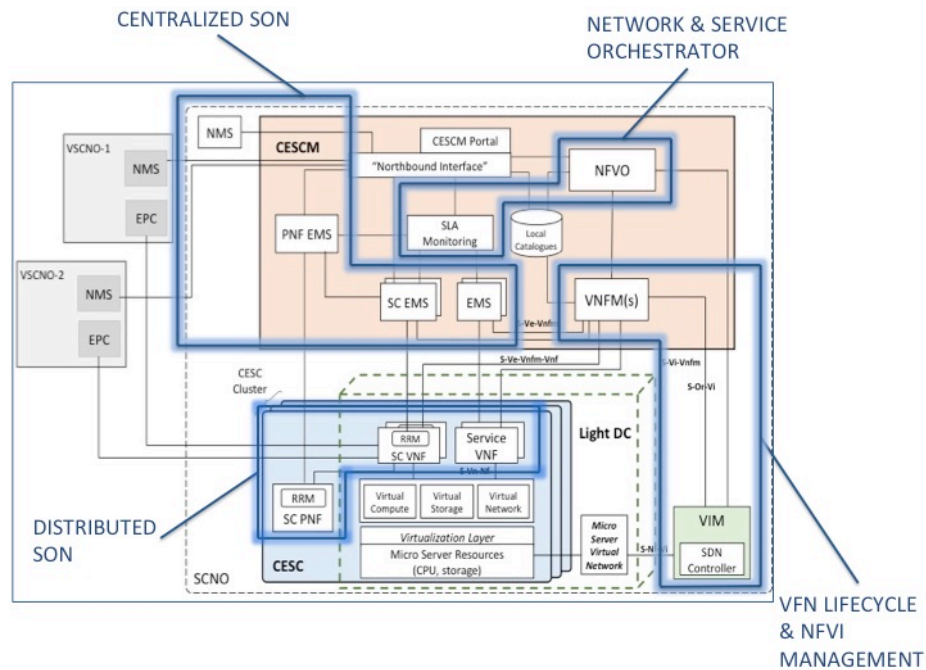 CENTRALIZED SON
NETWORK & SERVICE
ORCHESTRATOR
VSCNO-1
NMS
EPC
VSCNO-2
NMS
EPC
NMS
CESCM
CESCM Portal
"Northbound Interface"
NFVO
PNF EMS
SLA
Monitoring
Local
Catalogues
SC EMS
EMS
VNFM(s)
S-Ve-Vnfm
S-Ve-Vnfm-Vnf
S-Vi-Vnfm
S-Or-Vi
CESC
Cluster
Light DC
RRM
SC VNF
Service
VNF
S-Vn-Nf
RRM
SC PNF
Virtual
Compute
Virtual
Storage
Virtual
Network
Virtualization Layer
Micro Server Resources
(CPU, storage)
CESC
Micro
Server
Virtual
Network
VIM
SDN
Controller
SCNO
DISTRIBUTED
SON
VFN LIFECYCLE
& NFVI
MANAGEMENT